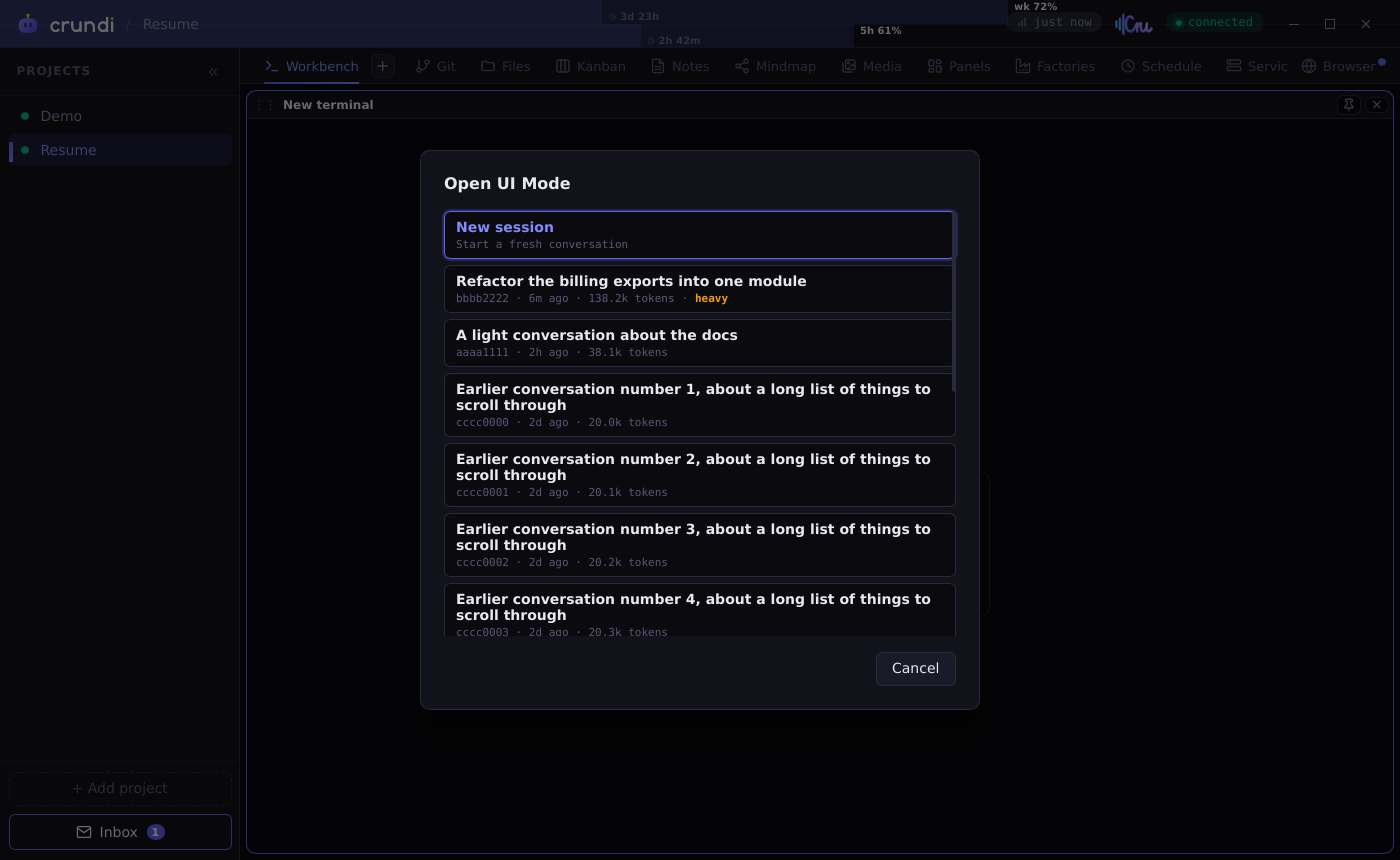 crundi / Resume
3d 23h
wk 72%
2h 42m
5h 61%
just now
Cru
connected
PROJECTS «
Workbench + Git Files Kanban Notes Mindmap Media Panels Factories Schedule Servic Browser
New terminal
Demo
Resume
Open UI Mode
New session
Start a fresh conversation
Refactor the billing exports into one module
bbbb2222 · 6m ago · 138.2k tokens · heavy
A light conversation about the docs
aaaa1111 · 2h ago · 38.1k tokens
Earlier conversation number 1, about a long list of things to
scroll through
cccc0000 · 2d ago · 20.0k tokens
Earlier conversation number 2, about a long list of things to
scroll through
cccc0001 · 2d ago · 20.1k tokens
Earlier conversation number 3, about a long list of things to
scroll through
cccc0002 · 2d ago · 20.2k tokens
Earlier conversation number 4, about a long list of things to
scroll through
cccc0003 · 2d ago · 20.3k tokens
Cancel
+ Add project
Inbox 1